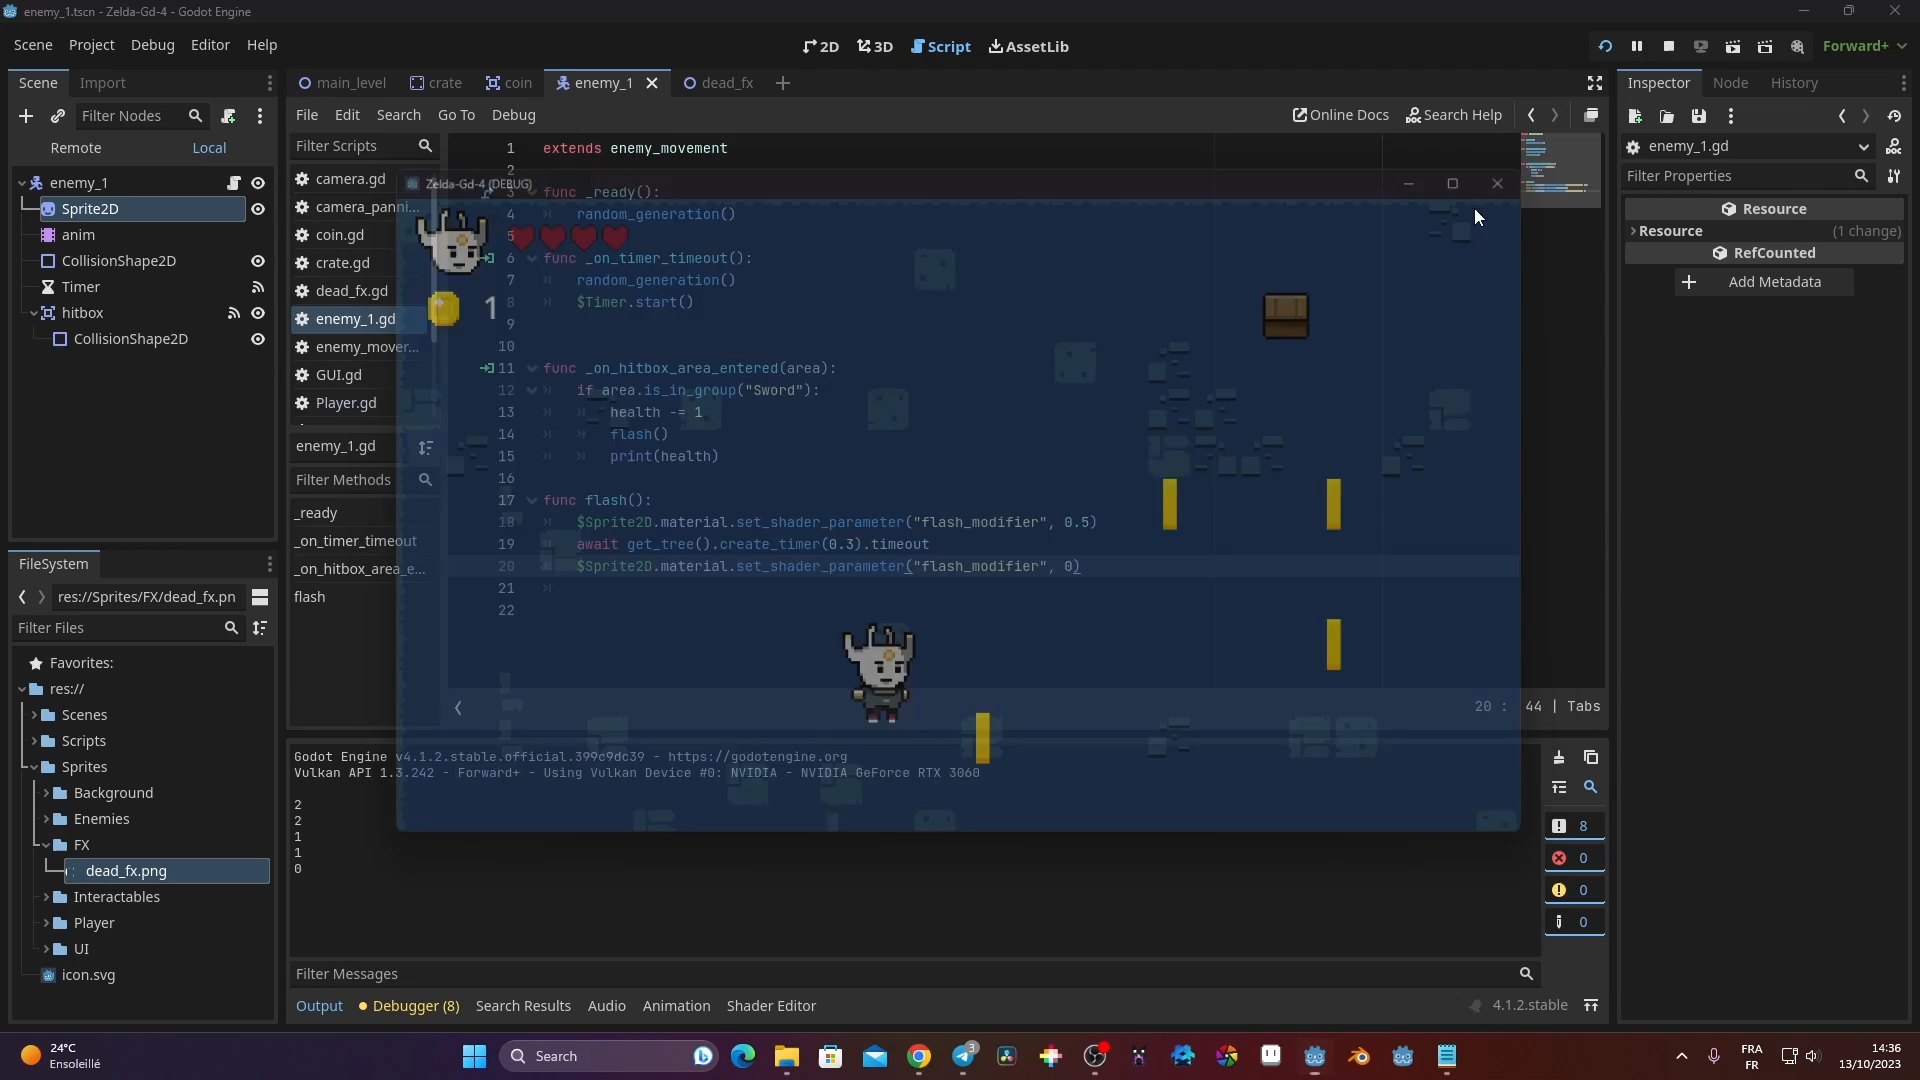 enemy_1.tscn - Zelda-Gd-4 - Godot Engine
Scene Project Debug Editor Help
2D 3D Script AssetLib
Forward+
Scene Import
main_level crate coin enemy_1 dead_fx
Inspector Node History
Filter Nodes
File Edit Search Go To Debug
Online Docs Search Help
Remote Local
Filter Scripts
enemy_1.gd
Filter Properties
enemy_1
Sprite2D
anim
CollisionShape2D
Timer
hitbox
CollisionShape2D
camera.gd
camera_panni...
coin.gd
crate.gd
dead_fx.gd
enemy_1.gd
enemy_mover...
GUI.gd
Player.gd
enemy_1.gd
Filter Methods
_ready
_on_timer_timeout
_on_hitbox_area_e...
flash
Zelda-Gd-4 (DEBUG)
1
1 extends enemy_movement
2
3 func _ready():
4 random_generation()
5
6 func _on_timer_timeout():
7 random_generation()
8 $Timer.start()
9
10
11 func _on_hitbox_area_entered(area):
12 if area.is_in_group("Sword"):
13 health -= 1
14 flash()
15 print(health)
16
17 func flash():
18 $Sprite2D.material.set_shader_parameter("flash_modifier", 0.5)
19 await get_tree().create_timer(0.3).timeout
20 $Sprite2D.material.set_shader_parameter("flash_modifier", 0)
21
22
20 : 44 | Tabs
Resource
Resource (1 change)
RefCounted
Add Metadata
FileSystem
res://Sprites/FX/dead_fx.pn
Filter Files
Favorites:
res://
Scenes
Scripts
Sprites
Background
Enemies
FX
dead_fx.png
Interactables
Player
UI
icon.svg
Godot Engine v4.1.2.stable.official.399c9dc39 - https://godotengine.org
Vulkan API 1.3.242 - Forward+ - Using Vulkan Device #0: NVIDIA - NVIDIA GeForce RTX 3060
2
2
1
1
0
8
0
0
0
Filter Messages
Output Debugger (8) Search Results Audio Animation Shader Editor
4.1.2.stable
24°C
Ensoleillé
Search
3
FRA
FR
14:36
13/10/2023